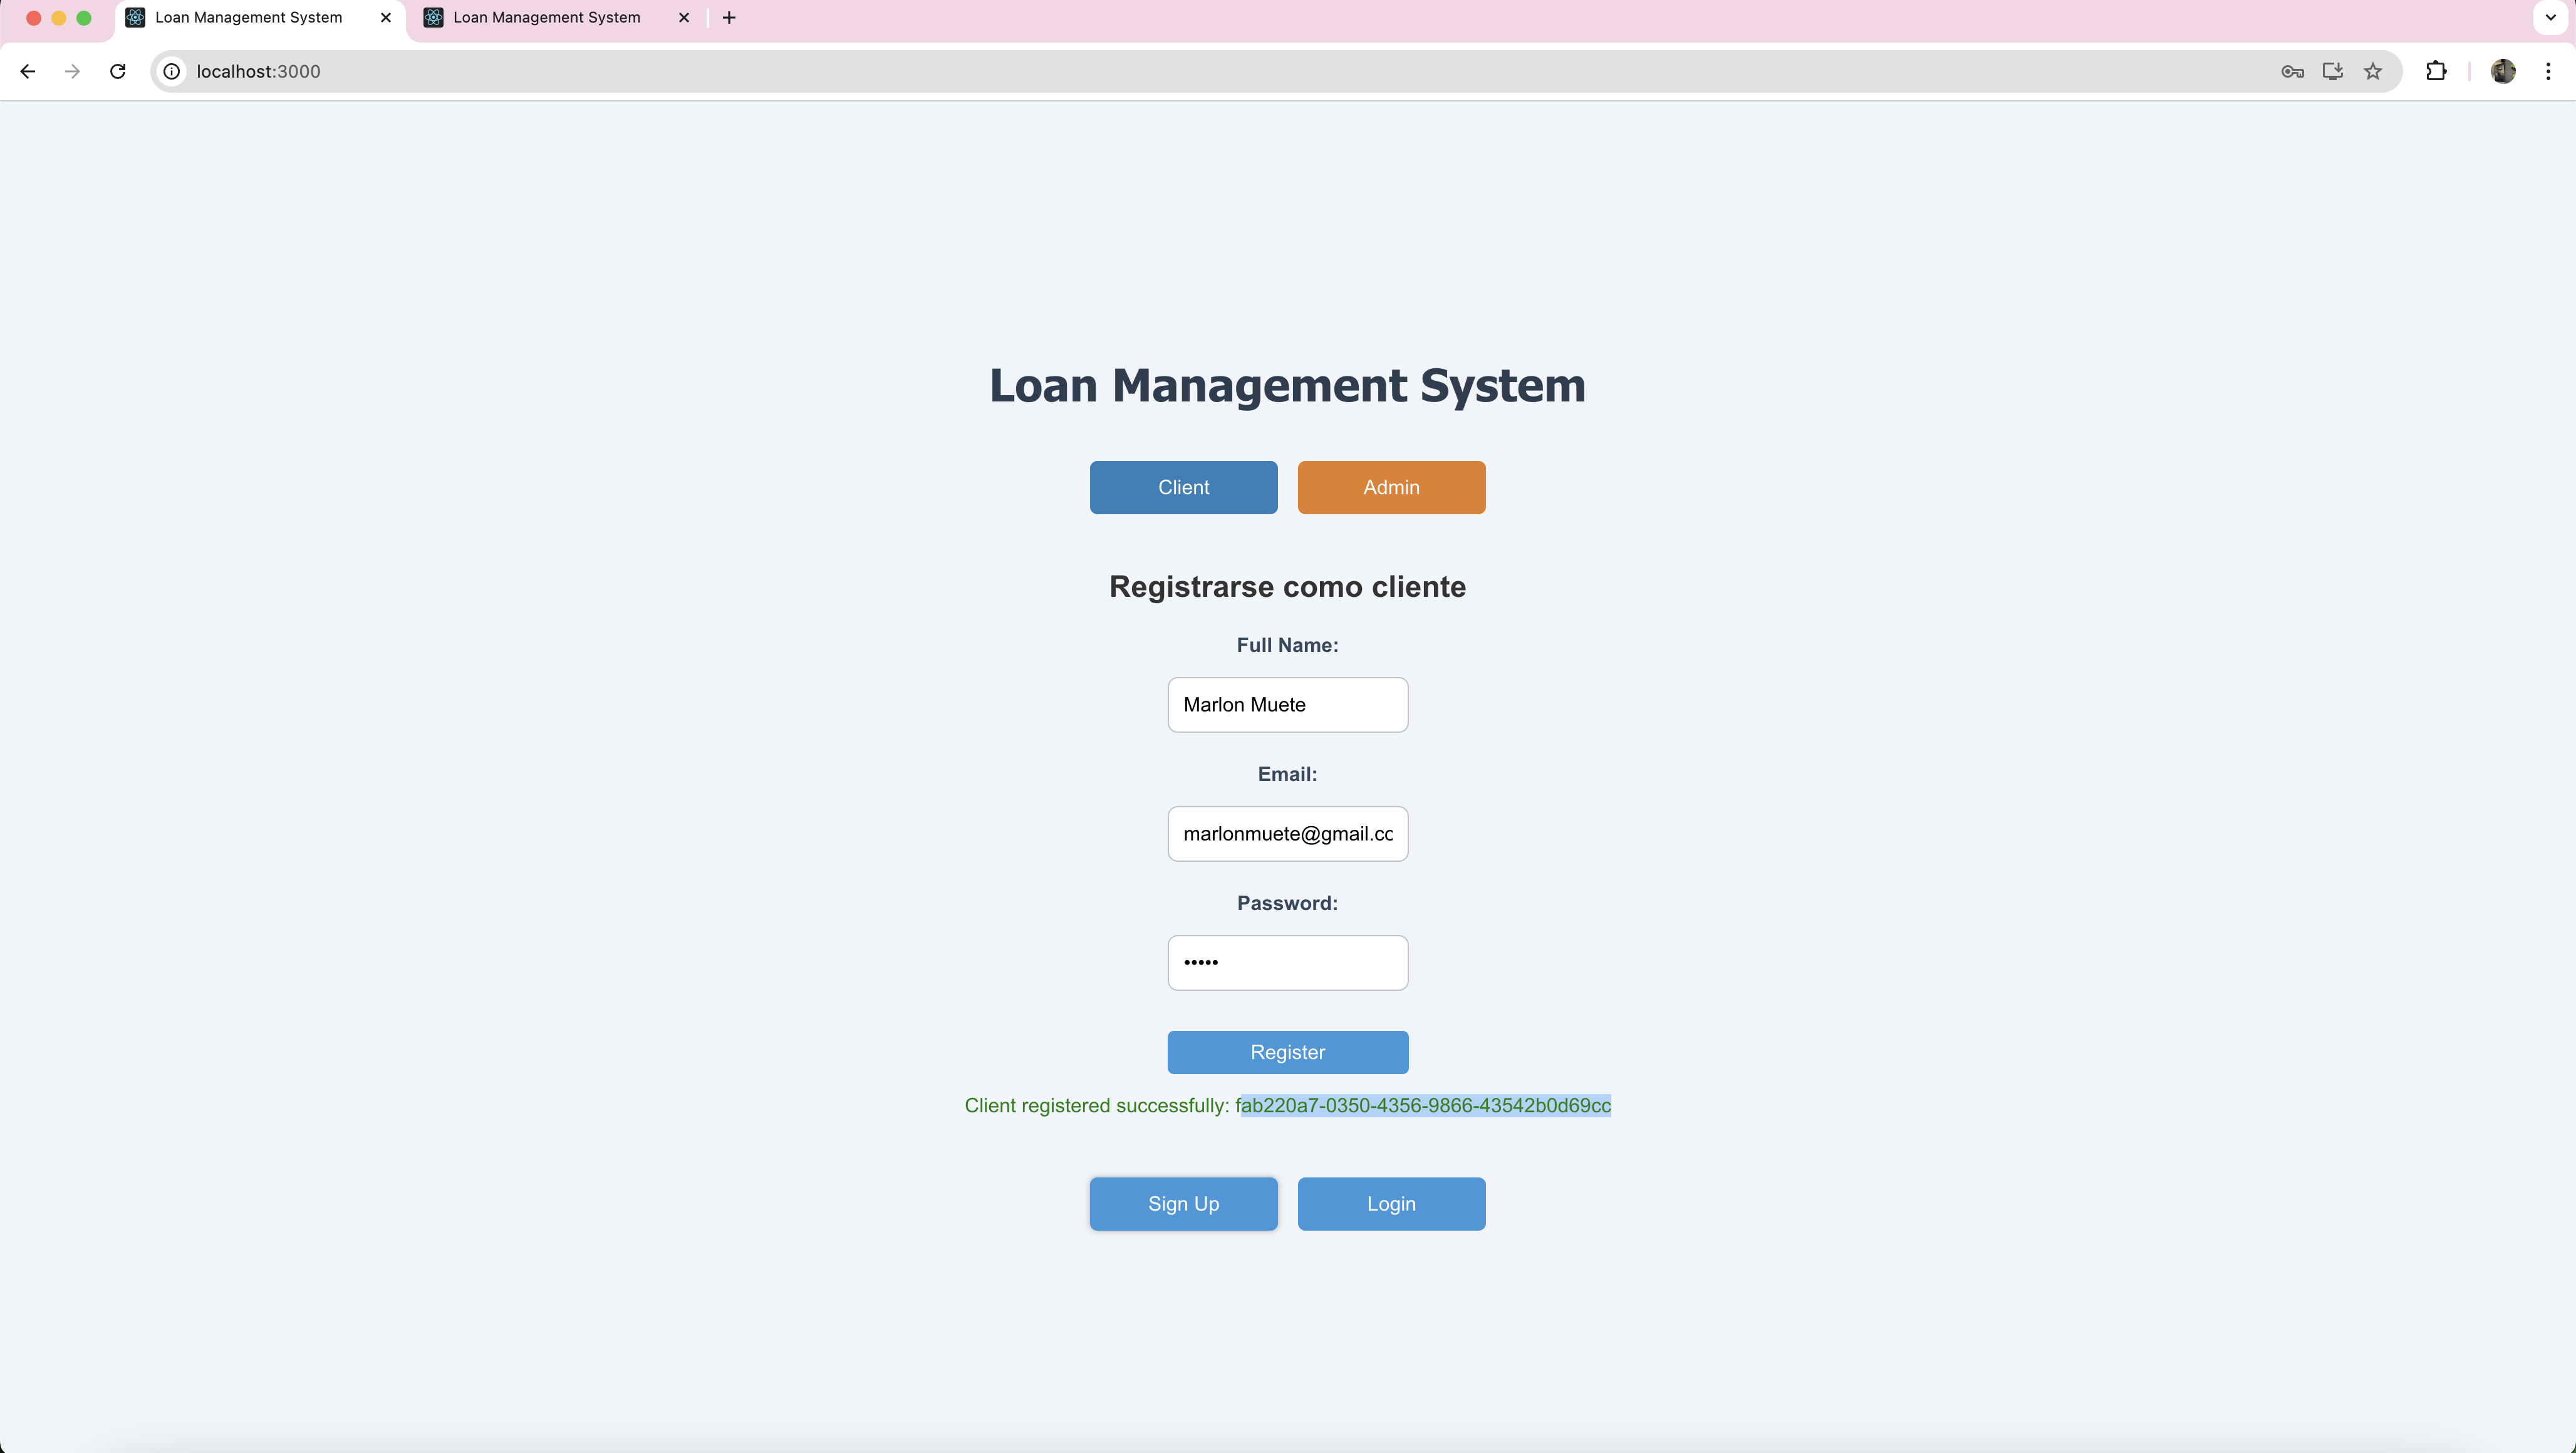 Loan Management System
Loan Management System
localhost:3000
Loan Management System
Client
Admin
Registrarse como cliente
Full Name:
Marlon Muete
Email:
marlonmuete@gmail.cc
Password:
•••••
Register
Client registered successfully: fab220a7-0350-4356-9866-43542b0d69cc
Sign Up
Login